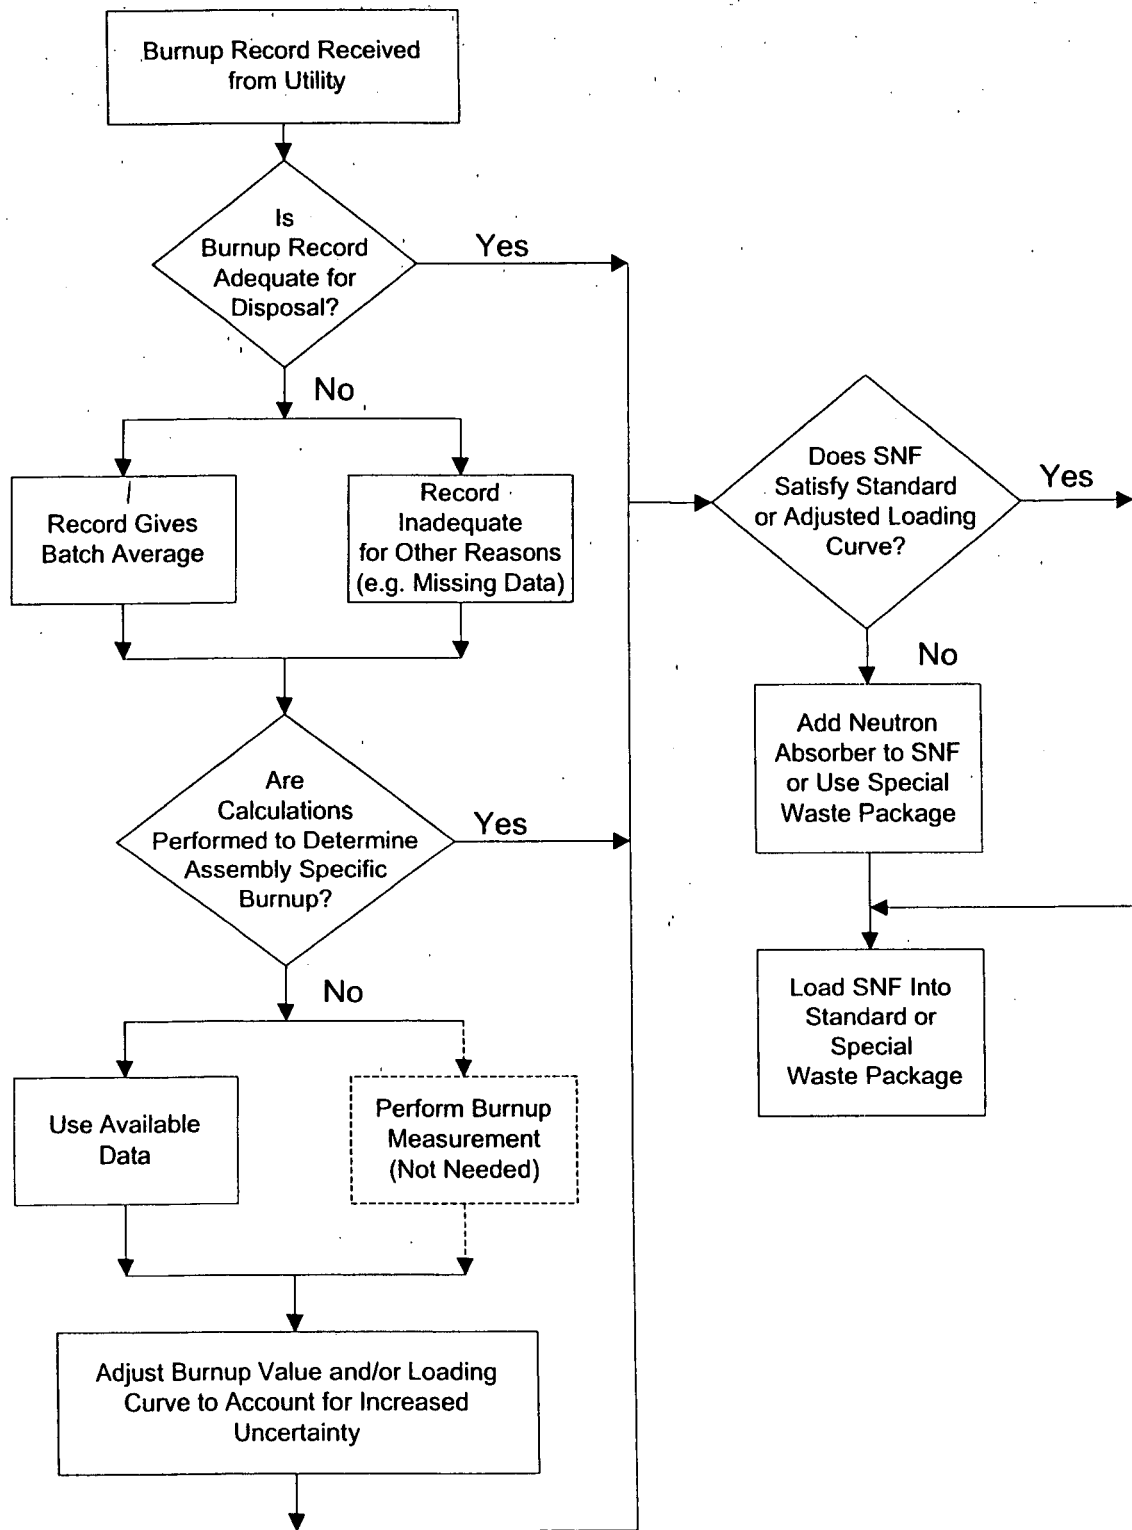 Burnup Record Received
from Utility
Is
Burnup Record
Adequate for
Disposal?
Yes
No
Record Gives
Batch Average
Record
Inadequate
for Other Reasons
(e.g. Missing Data)
Are
Calculations
Performed to Determine
Assembly Specific
Burnup?
Yes
No
Use Available
Data
Perform Burnup
Measurement
(Not Needed)
Adjust Burnup Value and/or Loading
Curve to Account for Increased
Uncertainty
Does SNF
Satisfy Standard
or Adjusted Loading
Curve?
Yes
No
Add Neutron
Absorber to SNF
or Use Special
Waste Package
Load SNF Into
Standard or
Special
Waste Package